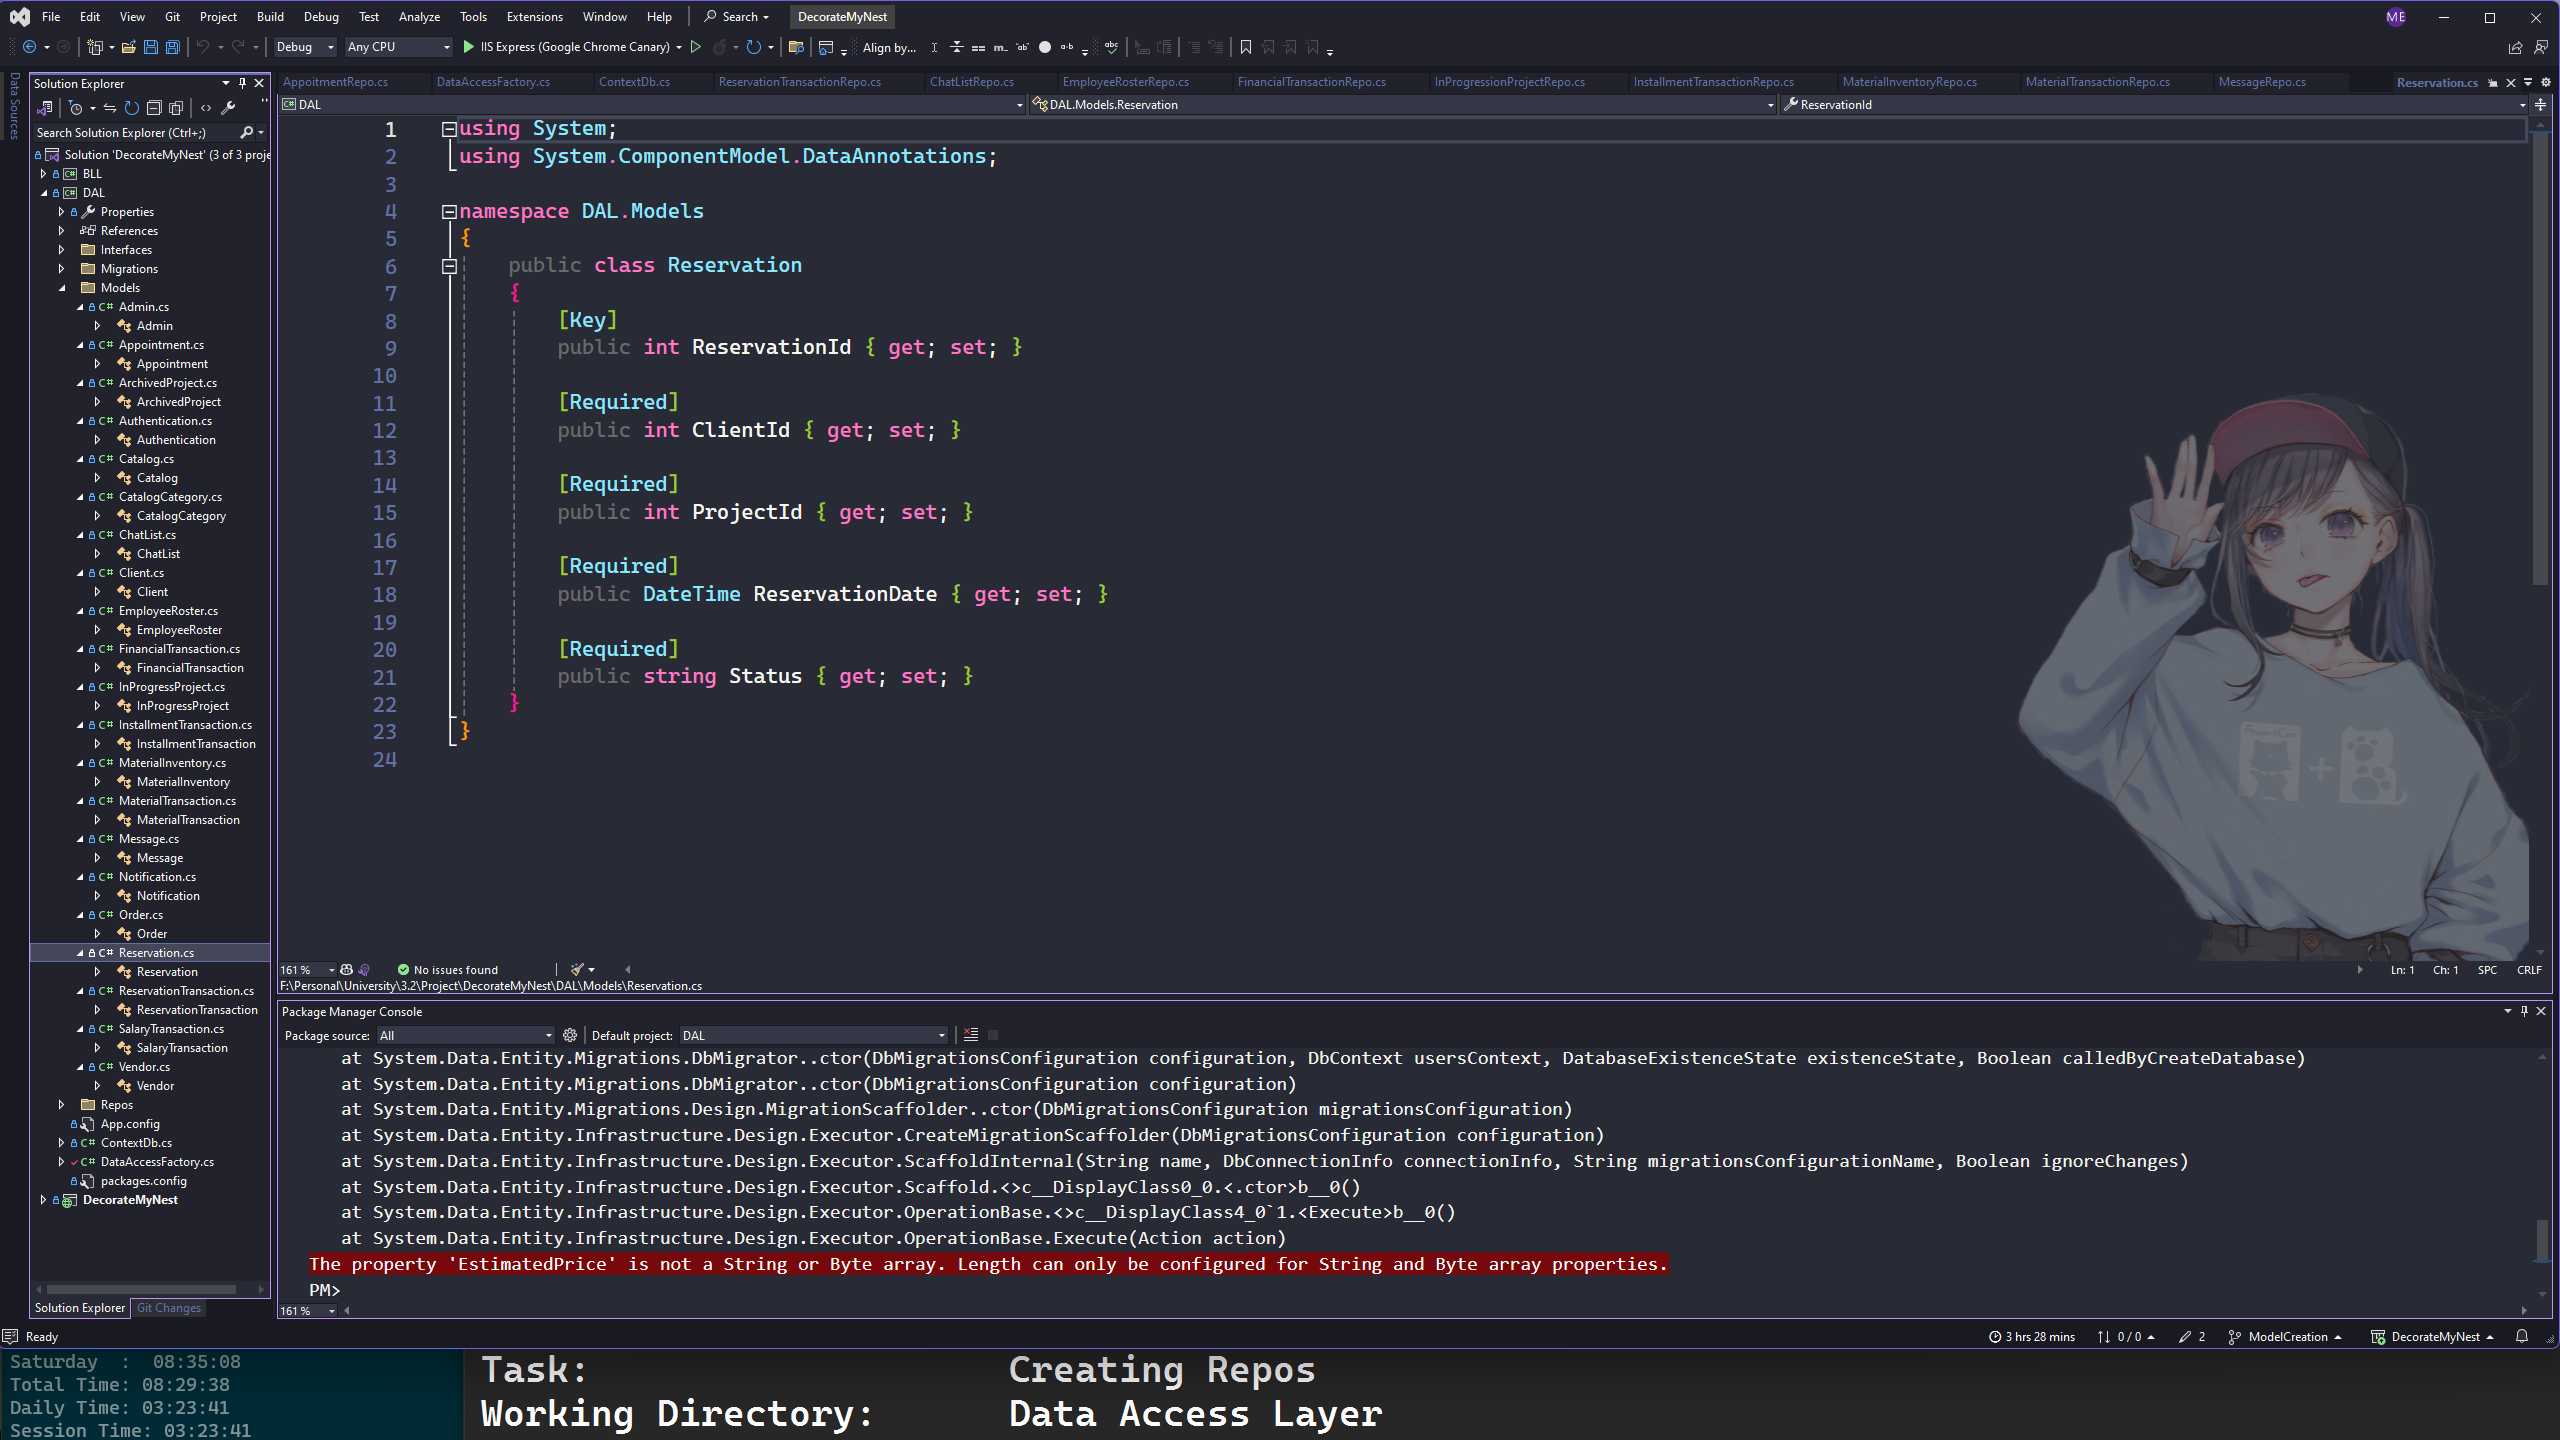 File Edit View Git Project Build Debug Test Analyze Tools Extensions Window Help Search DecorateMyNest ME
Debug Any CPU IIS Express (Google Chrome Canary) Align by...
Data Sources
Solution Explorer
Search Solution Explorer (Ctrl+;)
Solution 'DecorateMyNest' (3 of 3 proje
BLL
DAL
Properties
References
Interfaces
Migrations
Models
C# Admin.cs
Admin
C# Appointment.cs
Appointment
C# ArchivedProject.cs
ArchivedProject
C# Authentication.cs
Authentication
C# Catalog.cs
Catalog
C# CatalogCategory.cs
CatalogCategory
C# ChatList.cs
ChatList
C# Client.cs
Client
C# EmployeeRoster.cs
EmployeeRoster
C# FinancialTransaction.cs
FinancialTransaction
C# InProgressProject.cs
InProgressProject
C# InstallmentTransaction.cs
InstallmentTransaction
C# MaterialInventory.cs
MaterialInventory
C# MaterialTransaction.cs
MaterialTransaction
C# Message.cs
Message
C# Notification.cs
Notification
C# Order.cs
Order
C# Reservation.cs
Reservation
C# ReservationTransaction.cs
ReservationTransaction
C# SalaryTransaction.cs
SalaryTransaction
C# Vendor.cs
Vendor
Repos
App.config
C# ContextDb.cs
C# DataAccessFactory.cs
packages.config
DecorateMyNest
Solution Explorer Git Changes
AppoitmentRepo.cs DataAccessFactory.cs ContextDb.cs ReservationTransactionRepo.cs ChatListRepo.cs EmployeeRosterRepo.cs FinancialTransactionRepo.cs InProgressionProjectRepo.cs InstallmentTransactionRepo.cs MaterialInventoryRepo.cs MaterialTransactionRepo.cs MessageRepo.cs Reservation.cs
C# DAL DAL.Models.Reservation ReservationId
1 using System;
2 using System.ComponentModel.DataAnnotations;
3
4 namespace DAL.Models
5 {
6 public class Reservation
7 {
8 [Key]
9 public int ReservationId { get; set; }
10
11 [Required]
12 public int ClientId { get; set; }
13
14 [Required]
15 public int ProjectId { get; set; }
16
17 [Required]
18 public DateTime ReservationDate { get; set; }
19
20 [Required]
21 public string Status { get; set; }
22 }
23 }
24
161 % No issues found Ln: 1 Ch: 1 SPC CRLF
F:\Personal\University\3.2\Project\DecorateMyNest\DAL\Models\Reservation.cs
Package Manager Console
Package source: All Default project: DAL
at System.Data.Entity.Migrations.DbMigrator..ctor(DbMigrationsConfiguration configuration, DbContext usersContext, DatabaseExistenceState existenceState, Boolean calledByCreateDatabase)
at System.Data.Entity.Migrations.DbMigrator..ctor(DbMigrationsConfiguration configuration)
at System.Data.Entity.Migrations.Design.MigrationScaffolder..ctor(DbMigrationsConfiguration migrationsConfiguration)
at System.Data.Entity.Infrastructure.Design.Executor.CreateMigrationScaffolder(DbMigrationsConfiguration configuration)
at System.Data.Entity.Infrastructure.Design.Executor.ScaffoldInternal(String name, DbConnectionInfo connectionInfo, String migrationsConfigurationName, Boolean ignoreChanges)
at System.Data.Entity.Infrastructure.Design.Executor.Scaffold.<>c__DisplayClass0_0.<.ctor>b__0()
at System.Data.Entity.Infrastructure.Design.Executor.OperationBase.<>c__DisplayClass4_0`1.<Execute>b__0()
at System.Data.Entity.Infrastructure.Design.Executor.OperationBase.Execute(Action action)
The property 'EstimatedPrice' is not a String or Byte array. Length can only be configured for String and Byte array properties.
PM>
161 %
Ready 3 hrs 28 mins 0 / 0 2 ModelCreation DecorateMyNest
Saturday : 08:35:08
Total Time: 08:29:38
Daily Time: 03:23:41
Session Time: 03:23:41
Task: Creating Repos
Working Directory: Data Access Layer